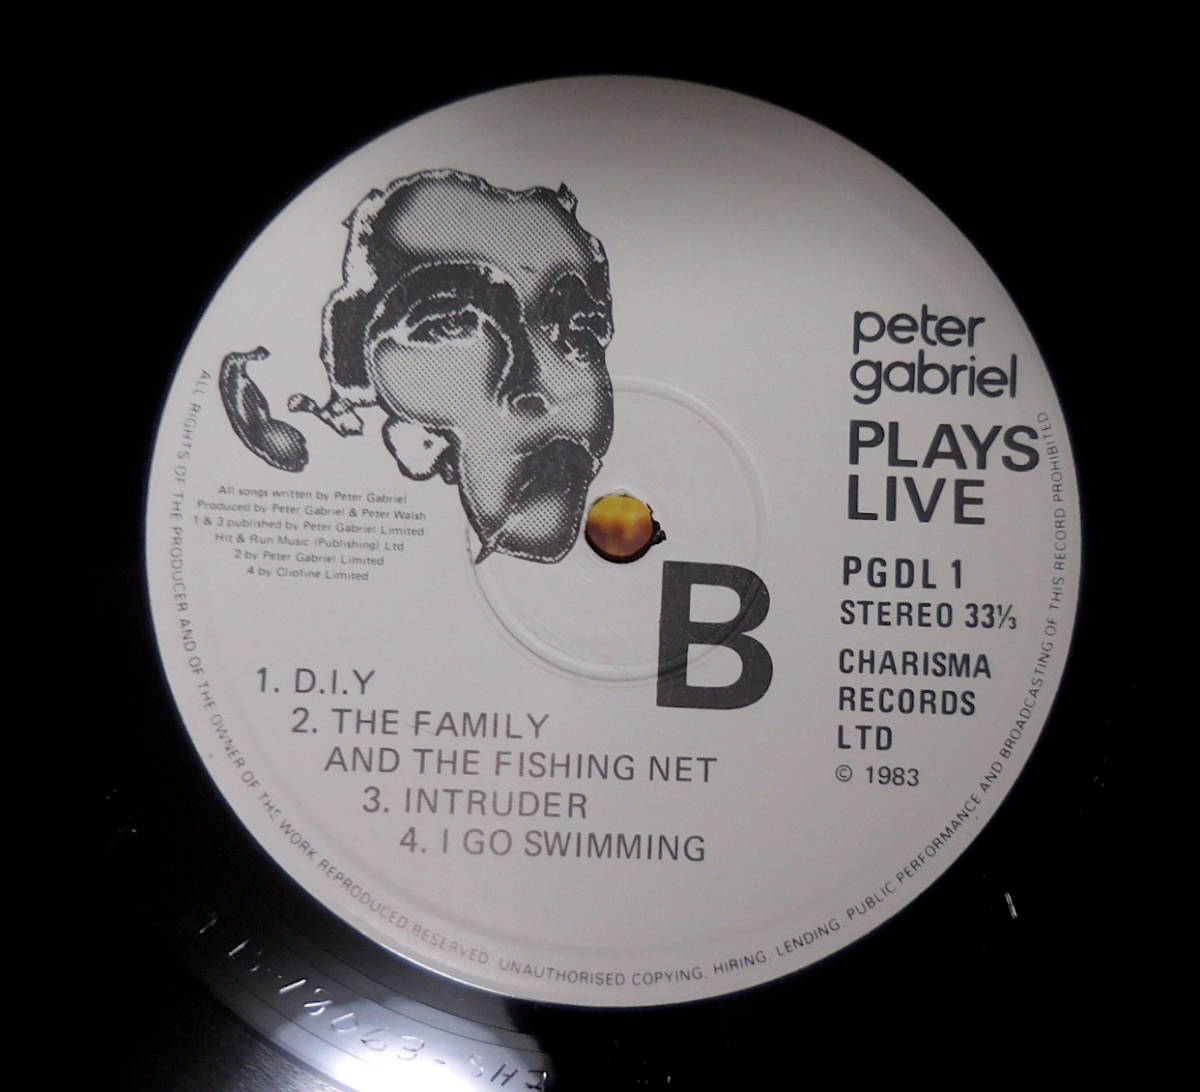 peter
gabriel
PLAYS
LIVE
PGDL 1
STEREO 33⅓
CHARISMA
RECORDS
LTD
© 1983
B
All songs written by Peter Gabriel
Produced by Peter Gabriel & Peter Walsh
1 & 3 published by Peter Gabriel Limited
Hit & Run Music (Publishing) Ltd
2 by Peter Gabriel Limited
4 by Cliofine Limited
1. D.I.Y
2. THE FAMILY
AND THE FISHING NET
3. INTRUDER
4. I GO SWIMMING
ALL RIGHTS OF THE PRODUCER AND OF THE OWNER OF THE WORK REPRODUCED RESERVED. UNAUTHORISED COPYING. HIRING. LENDING. PUBLIC PERFORMANCE AND BROADCASTING OF THIS RECORD PROHIBITED